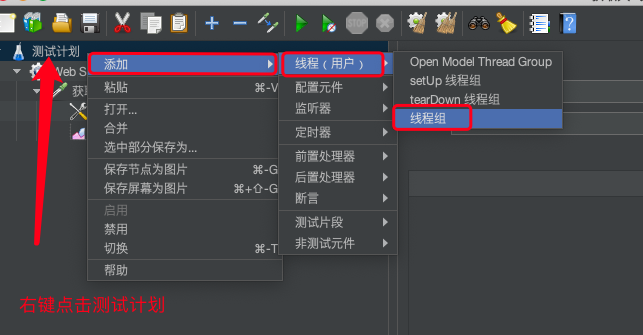 测试计划
Web S
获取
添加
粘贴 ⌘-V
打开...
合并
选中部分保存为...
保存节点为图片 ⌘-G
保存屏幕为图片 ⌘+⇧-G
启用
禁用
切换 ⌘-T
帮助
线程（用户）
配置元件
监听器
定时器
前置处理器
后置处理器
断言
测试片段
非测试元件
Open Model Thread Group
setUp 线程组
tearDown 线程组
线程组
右键点击测试计划